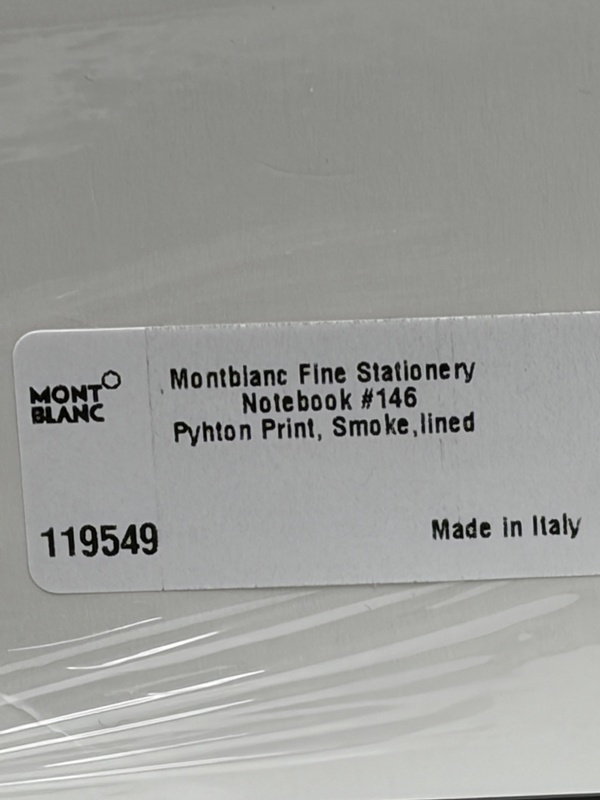 MONT
BLANC
Montblanc Fine Stationery
Notebook #146
Pyhton Print, Smoke,lined
119549
Made in Italy